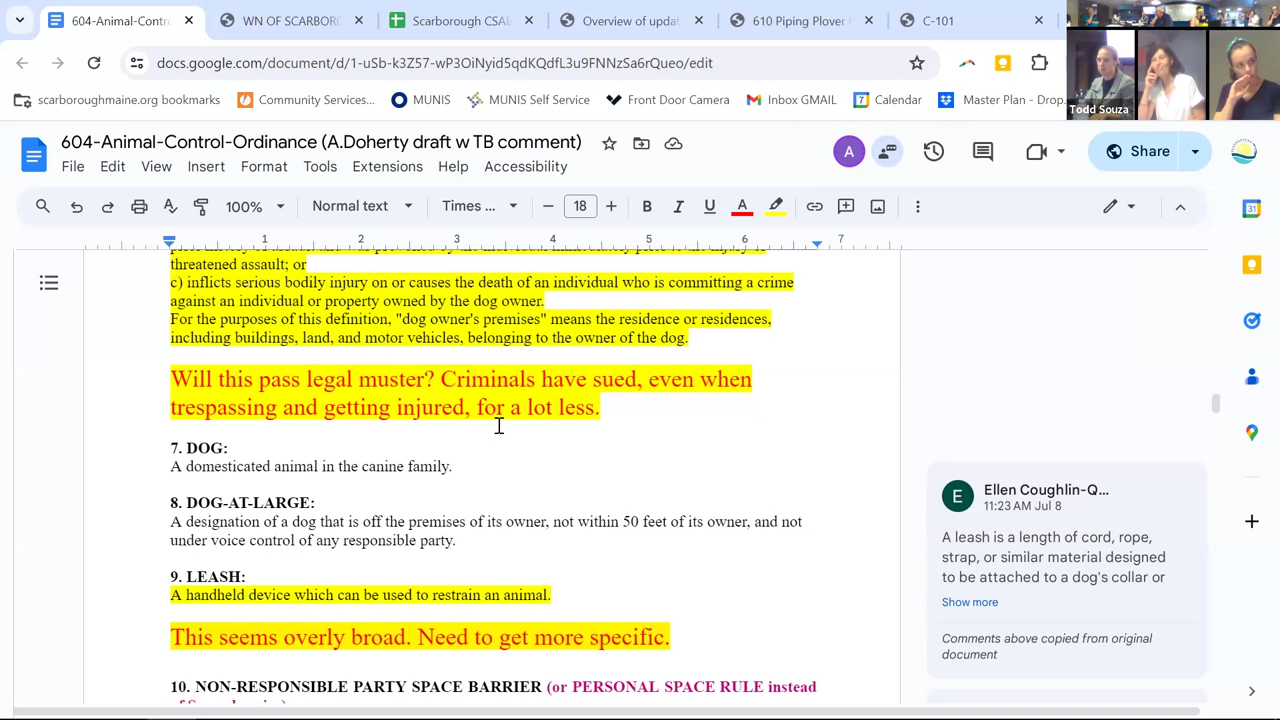 604-Animal-Contr
WN OF SCARBORO
Scarborough CSAB
Overview of updat
610 Piping Plover
C-101
docs.google.com/document/d/1-uSb-k3Z57-wP3OiNyid5qdKQdfL3u9FNNzSa6rQueo/edit
scarboroughmaine.org bookmarks
Community Services...
MUNIS
MUNIS Self Service
Front Door Camera
Inbox GMAIL
Calendar
Master Plan - Drop.
Todd Souza
604-Animal-Control-Ordinance (A.Doherty draft w TB comment)
File Edit View Insert Format Tools Extensions Help Accessibility
A
Share
100% Normal text Times ... 18 B I U A
1 2 3 4 5 6 7
threatened assault; or
c) inflicts serious bodily injury on or causes the death of an individual who is committing a crime
against an individual or property owned by the dog owner.
For the purposes of this definition, "dog owner's premises" means the residence or residences,
including buildings, land, and motor vehicles, belonging to the owner of the dog.
Will this pass legal muster? Criminals have sued, even when
trespassing and getting injured, for a lot less.
7. DOG:
A domesticated animal in the canine family.
8. DOG-AT-LARGE:
A designation of a dog that is off the premises of its owner, not within 50 feet of its owner, and not
under voice control of any responsible party.
9. LEASH:
A handheld device which can be used to restrain an animal.
This seems overly broad. Need to get more specific.
10. NON-RESPONSIBLE PARTY SPACE BARRIER (or PERSONAL SPACE RULE instead
E
Ellen Coughlin-Q...
11:23 AM Jul 8
A leash is a length of cord, rope,
strap, or similar material designed
to be attached to a dog's collar or
Show more
Comments above copied from original
document
31